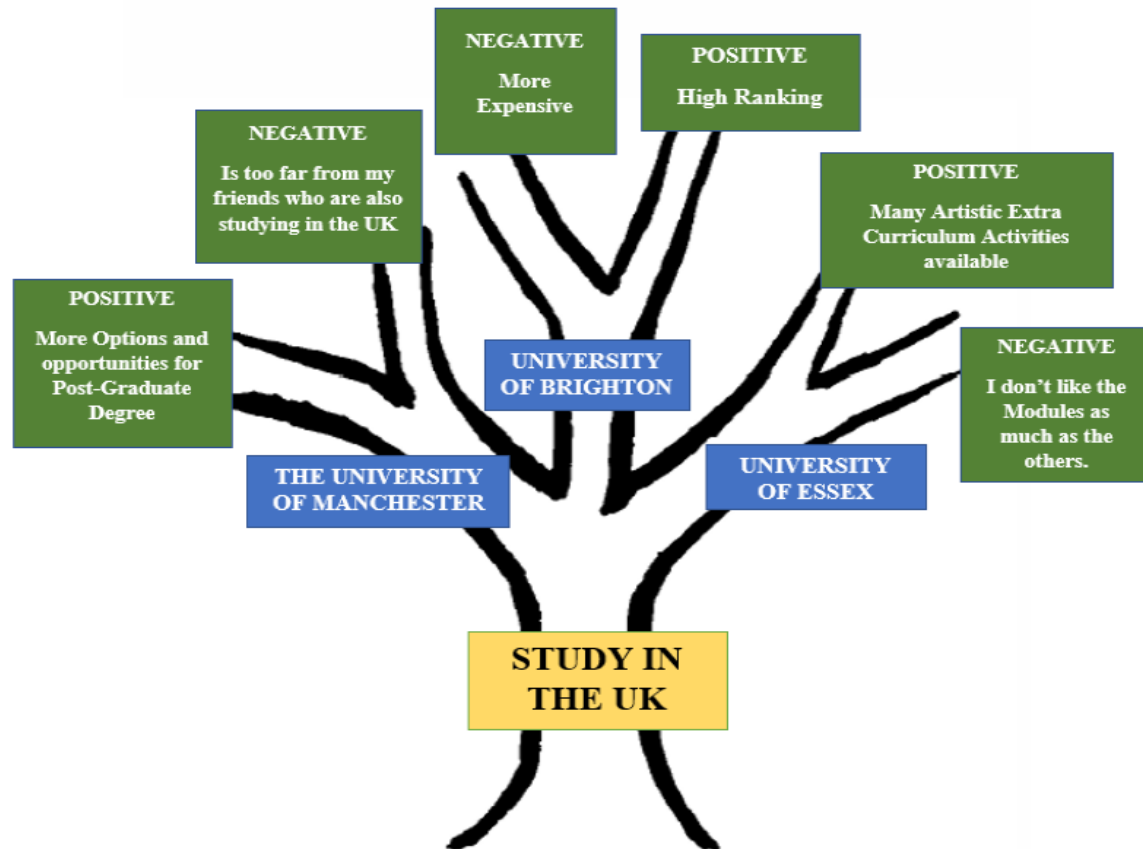 NEGATIVE
More
Expensive
POSITIVE
High Ranking
NEGATIVE
Is too far from my
friends who are also
studying in the UK
POSITIVE
Many Artistic Extra
Curriculum Activities
available
POSITIVE
More Options and
opportunities for
Post-Graduate
Degree
NEGATIVE
I don’t like the
Modules as
much as the
others.
UNIVERSITY
OF BRIGHTON
THE UNIVERSITY
OF MANCHESTER
UNIVERSITY
OF ESSEX
STUDY IN
THE UK